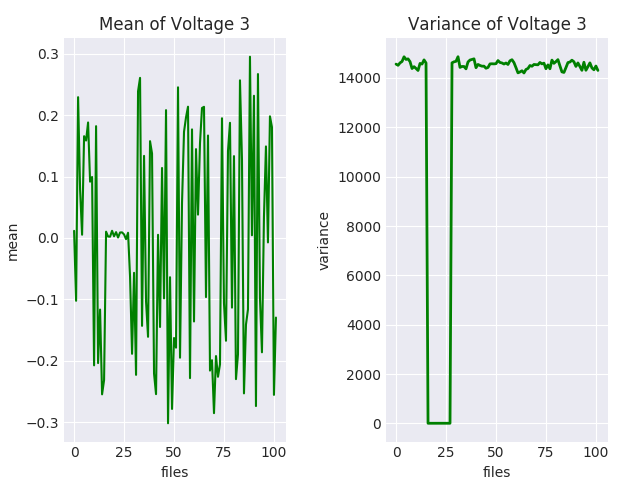 Mean of Voltage 3
0.3
0.2
0.1
0.0
−0.1
−0.2
−0.3
mean
0 25 50 75 100
files
Variance of Voltage 3
14000
12000
10000
8000
6000
4000
2000
0
variance
0 25 50 75 100
files